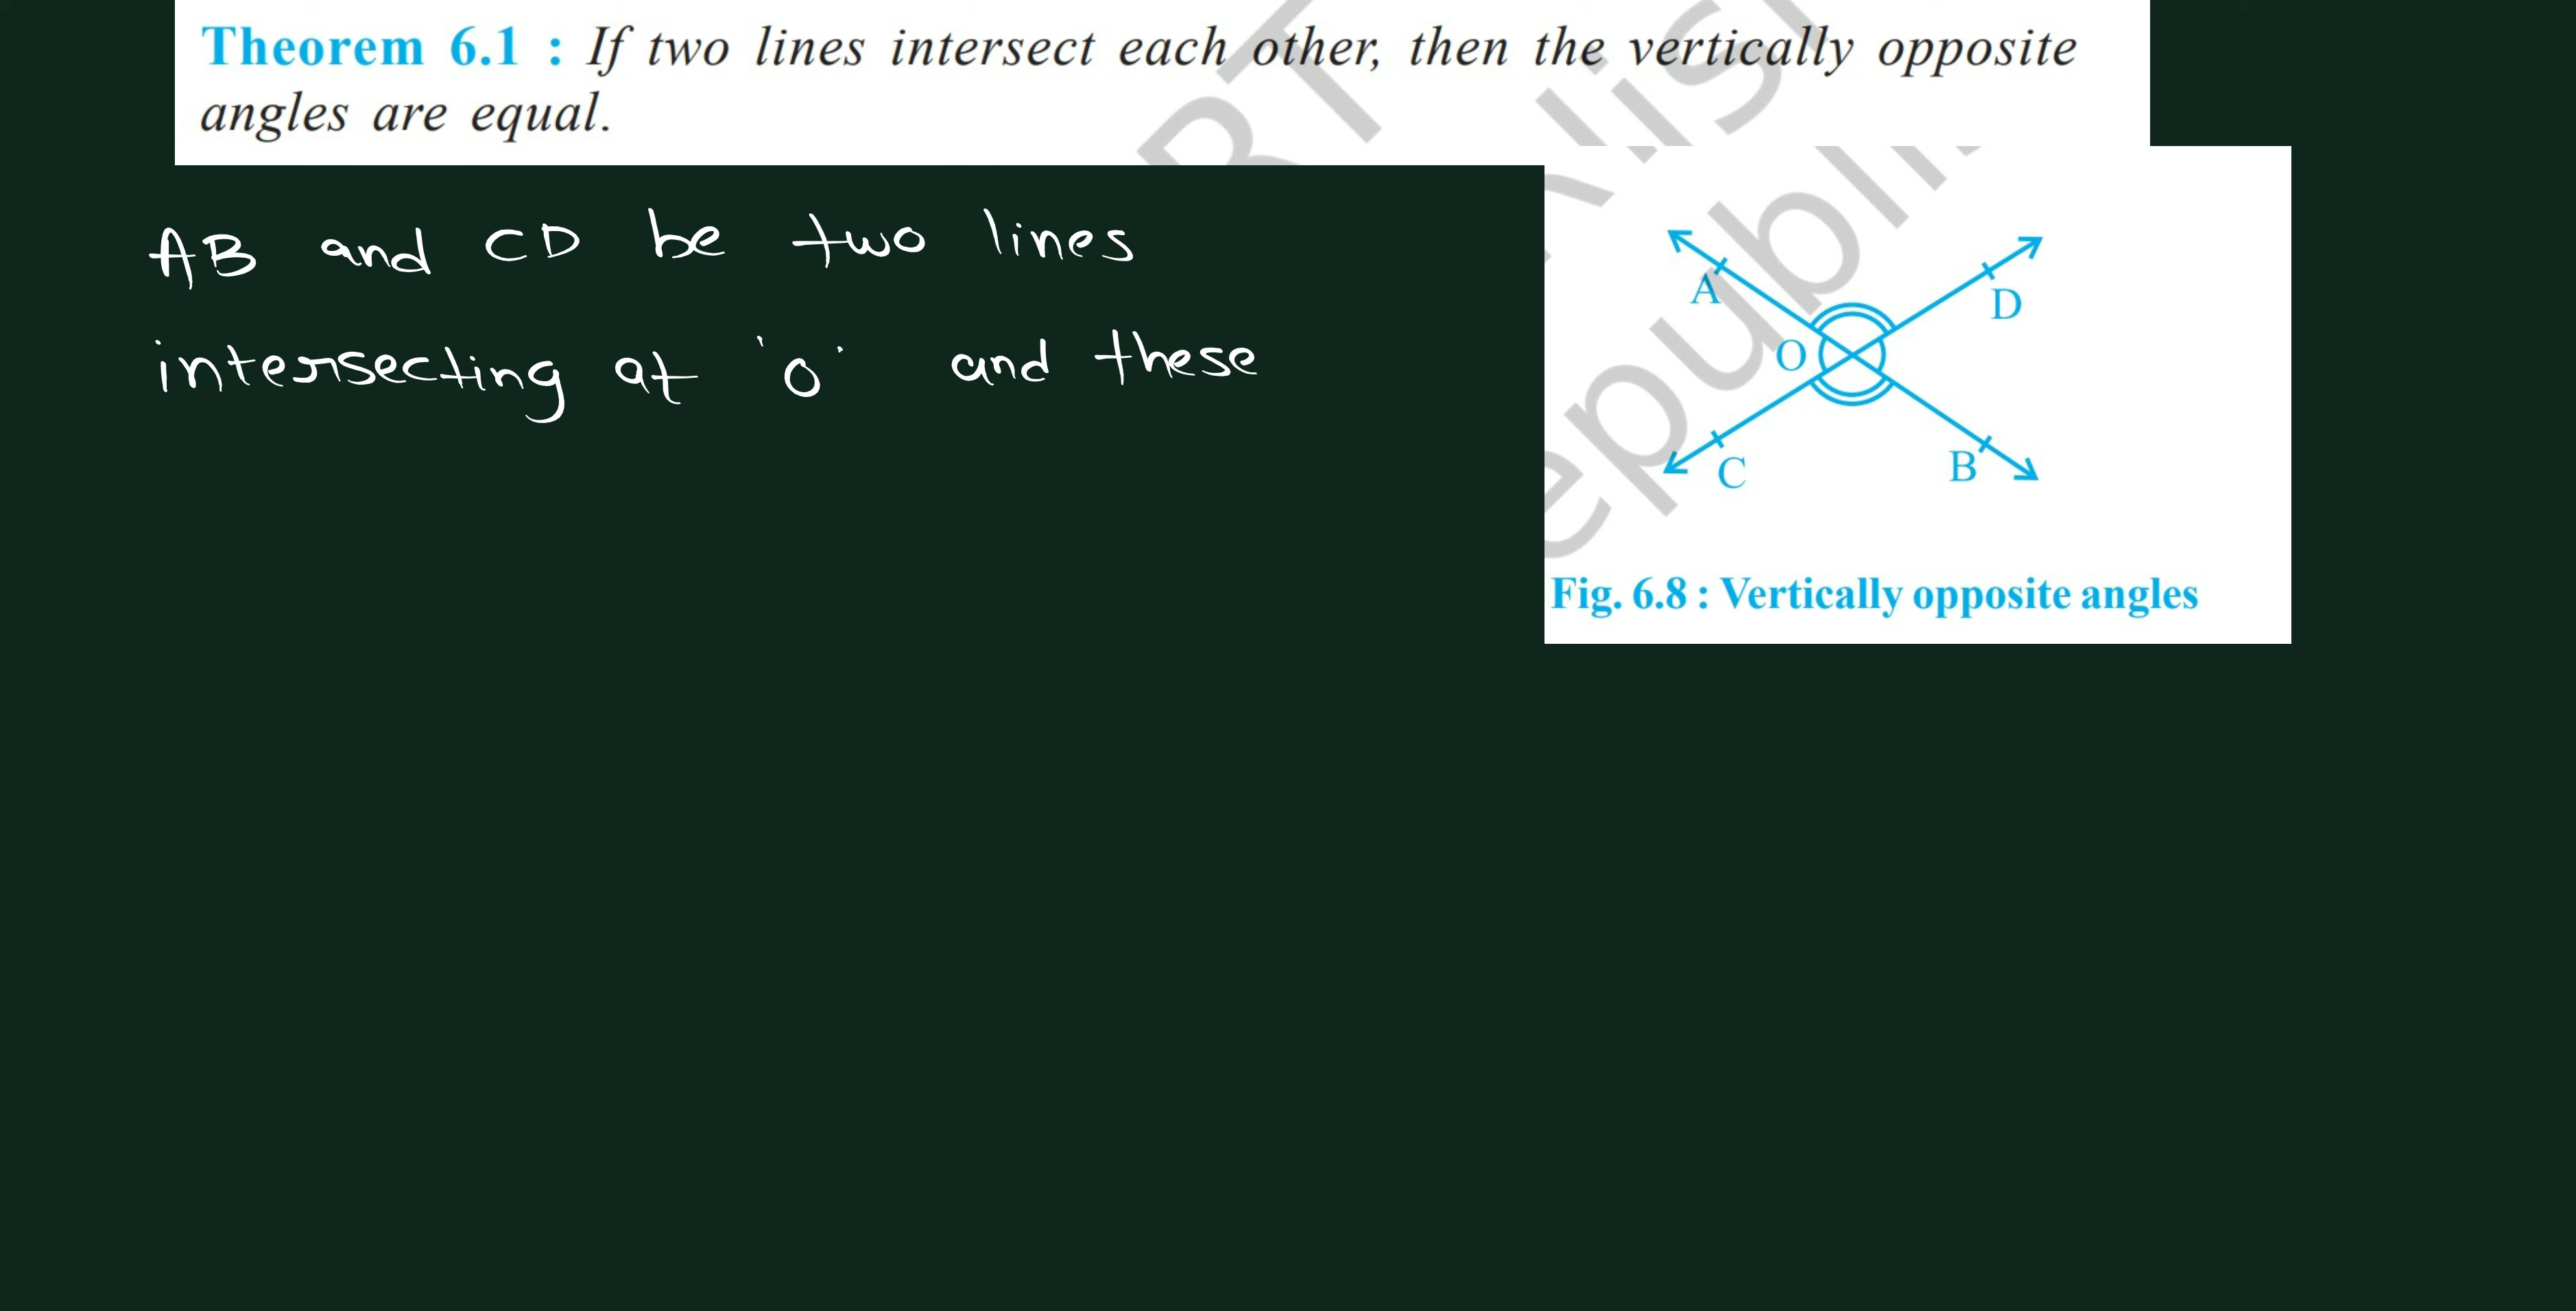 Theorem 6.1 : If two lines intersect each other, then the vertically opposite
angles are equal.
AB and CD be two lines
intersecting at 'O' and these
A
D
O
C
B
Fig. 6.8 : Vertically opposite angles